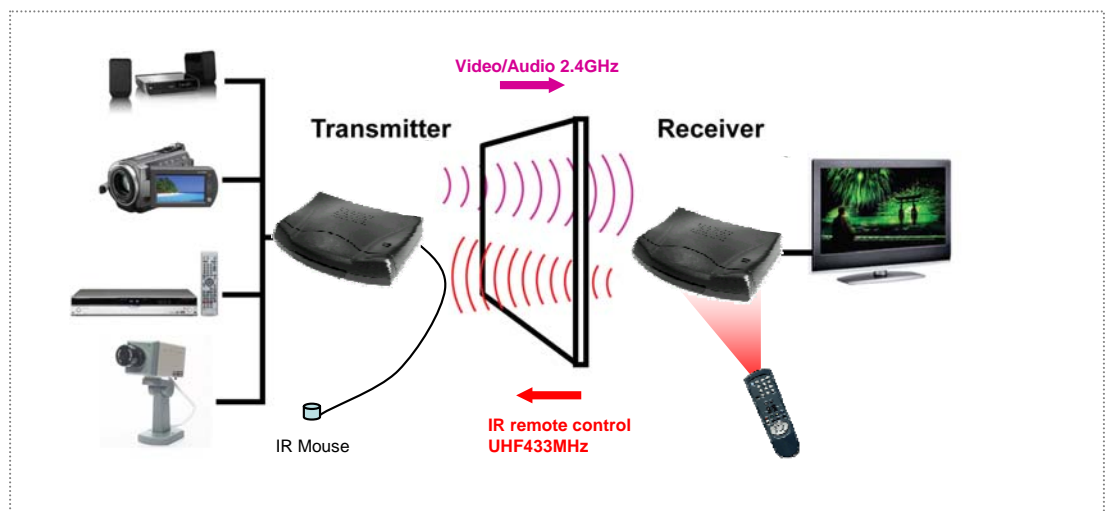 Video/Audio 2.4GHz
Transmitter
Receiver
IR Mouse
IR remote control
UHF433MHz